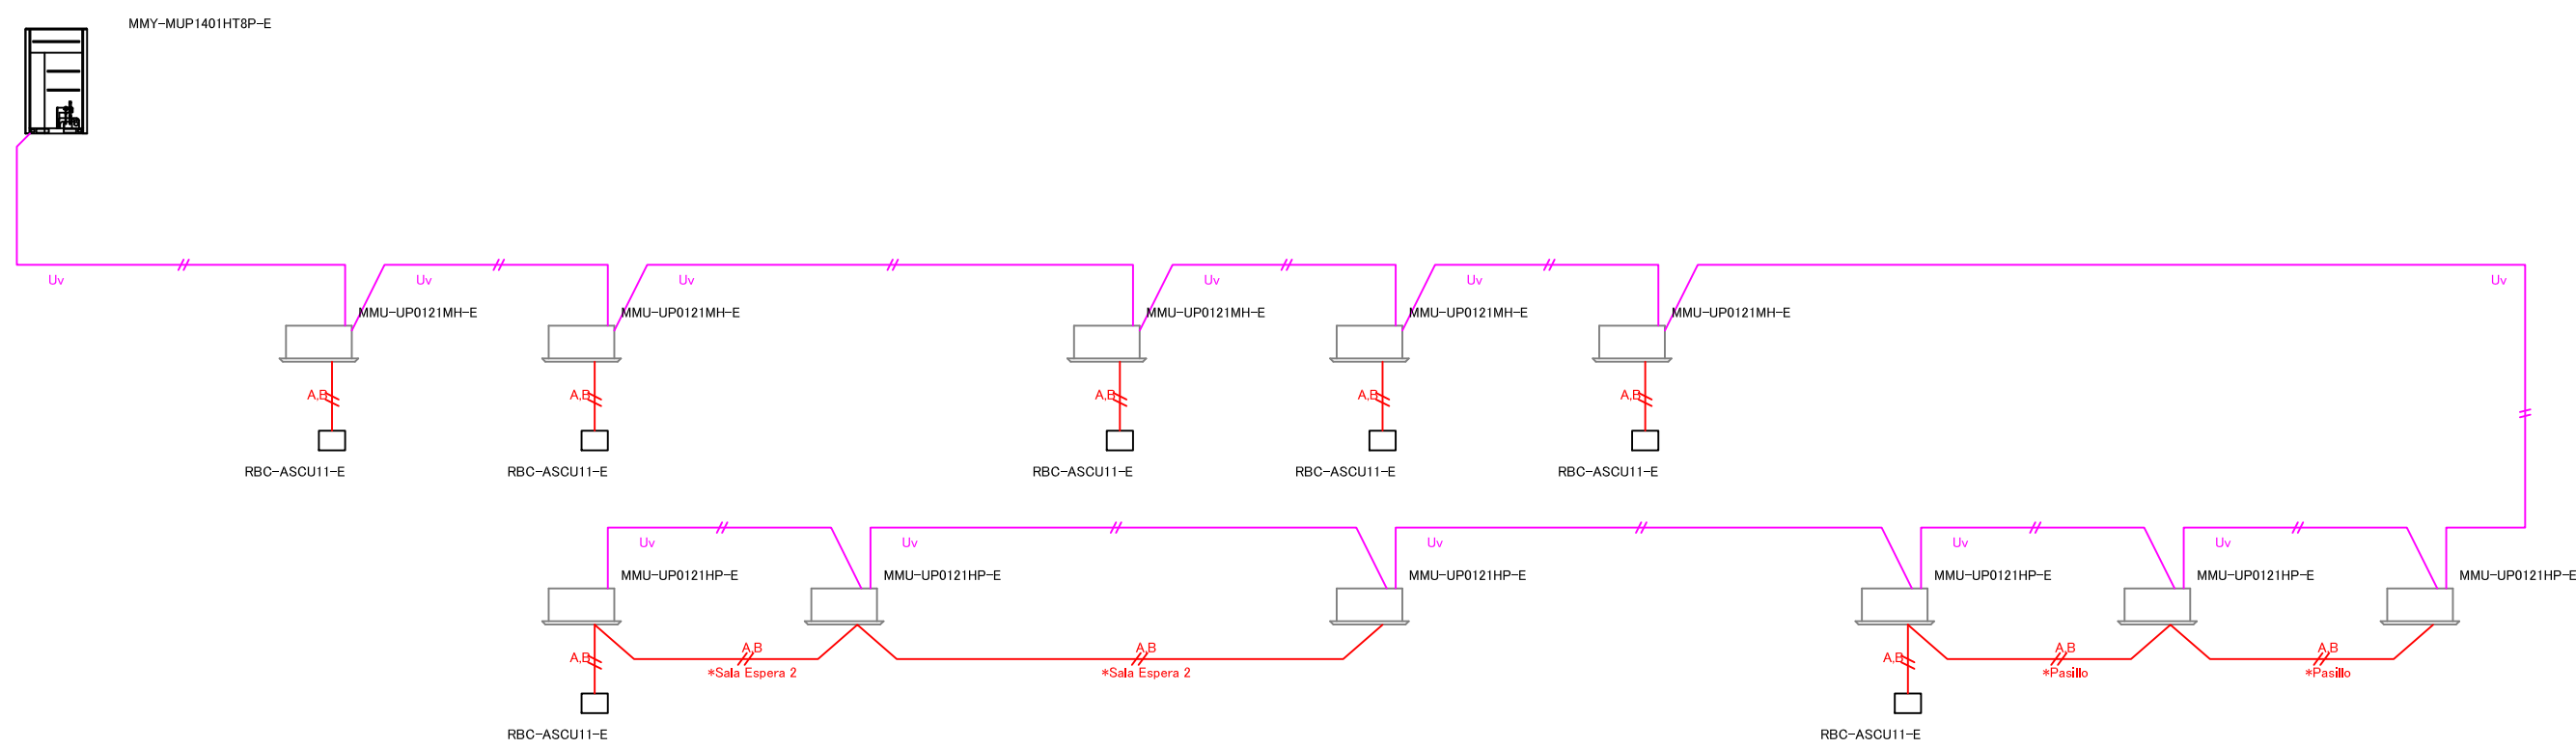 MMY-MUP1401HT8P-E
Uv
Uv
Uv
Uv
Uv
Uv
MMU-UP0121MH-E
MMU-UP0121MH-E
MMU-UP0121MH-E
MMU-UP0121MH-E
MMU-UP0121MH-E
A,B
A,B
A,B
A,B
A,B
RBC-ASCU11-E
RBC-ASCU11-E
RBC-ASCU11-E
RBC-ASCU11-E
RBC-ASCU11-E
Uv
Uv
Uv
Uv
Uv
MMU-UP0121HP-E
MMU-UP0121HP-E
MMU-UP0121HP-E
MMU-UP0121HP-E
MMU-UP0121HP-E
MMU-UP0121HP-E
A,B
A,B
A,B
A,B
A,B
A,B
*Sala Espera 2
*Sala Espera 2
*Pasillo
*Pasillo
RBC-ASCU11-E
RBC-ASCU11-E